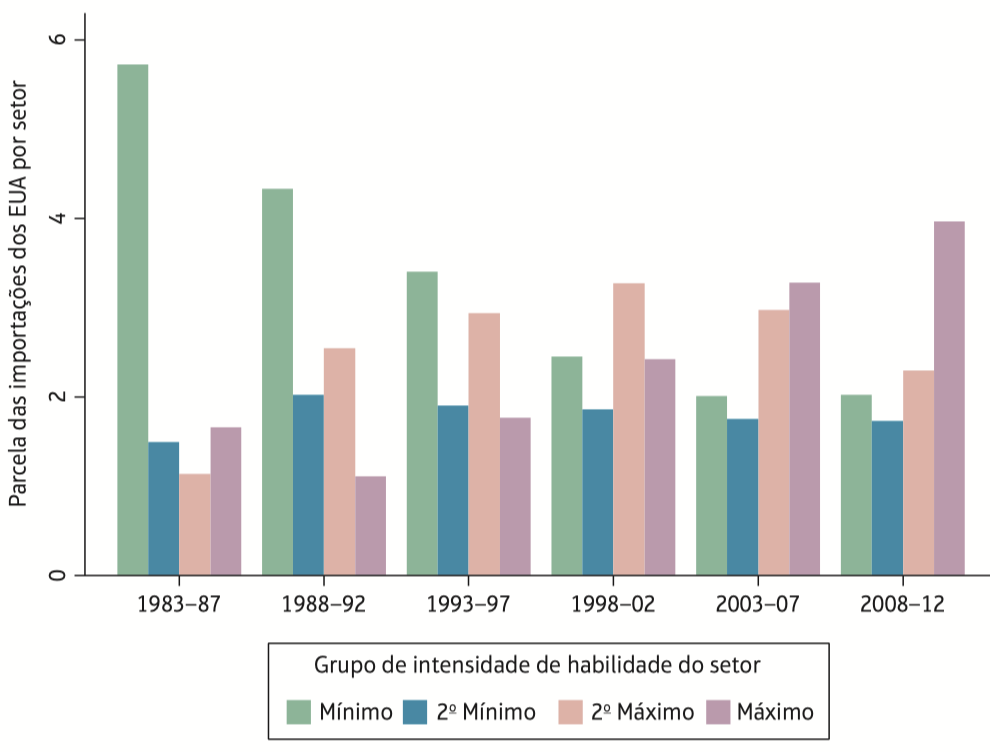 Parcela das importações dos EUA por setor
6
4
2
0
1983–87 1988–92 1993–97 1998–02 2003–07 2008–12
Grupo de intensidade de habilidade do setor
Mínimo 2º Mínimo 2º Máximo Máximo